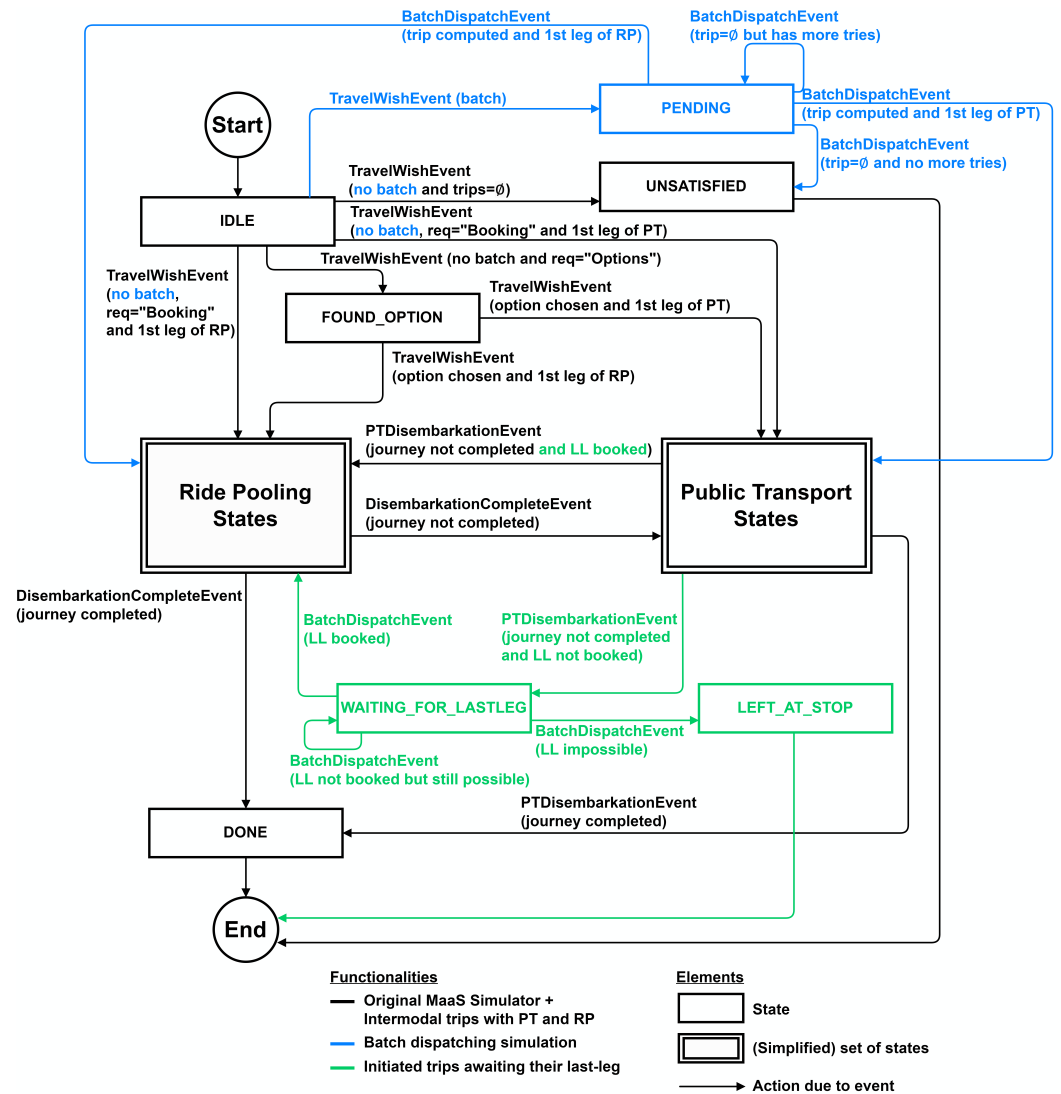 BatchDispatchEvent
(trip computed and 1st leg of RP)
BatchDispatchEvent
(trip=∅ but has more tries)
TravelWishEvent (batch)
PENDING
BatchDispatchEvent
(trip computed and 1st leg of PT)
Start
BatchDispatchEvent
(trip=∅ and no more tries)
TravelWishEvent
(no batch and trips=∅)
UNSATISFIED
IDLE
TravelWishEvent
(no batch, req="Booking" and 1st leg of PT)
TravelWishEvent (no batch and req="Options")
TravelWishEvent
(no batch,
req="Booking"
and 1st leg of RP)
FOUND_OPTION
TravelWishEvent
(option chosen and 1st leg of PT)
TravelWishEvent
(option chosen and 1st leg of RP)
PTDisembarkationEvent
(journey not completed and LL booked)
Ride Pooling
States
DisembarkationCompleteEvent
(journey not completed)
Public Transport
States
DisembarkationCompleteEvent
(journey completed)
BatchDispatchEvent
(LL booked)
PTDisembarkationEvent
(journey not completed
and LL not booked)
WAITING_FOR_LASTLEG
LEFT_AT_STOP
BatchDispatchEvent
(LL impossible)
BatchDispatchEvent
(LL not booked but still possible)
PTDisembarkationEvent
(journey completed)
DONE
End
Functionalities
Original MaaS Simulator +
Intermodal trips with PT and RP
Batch dispatching simulation
Initiated trips awaiting their last-leg
Elements
State
(Simplified) set of states
Action due to event